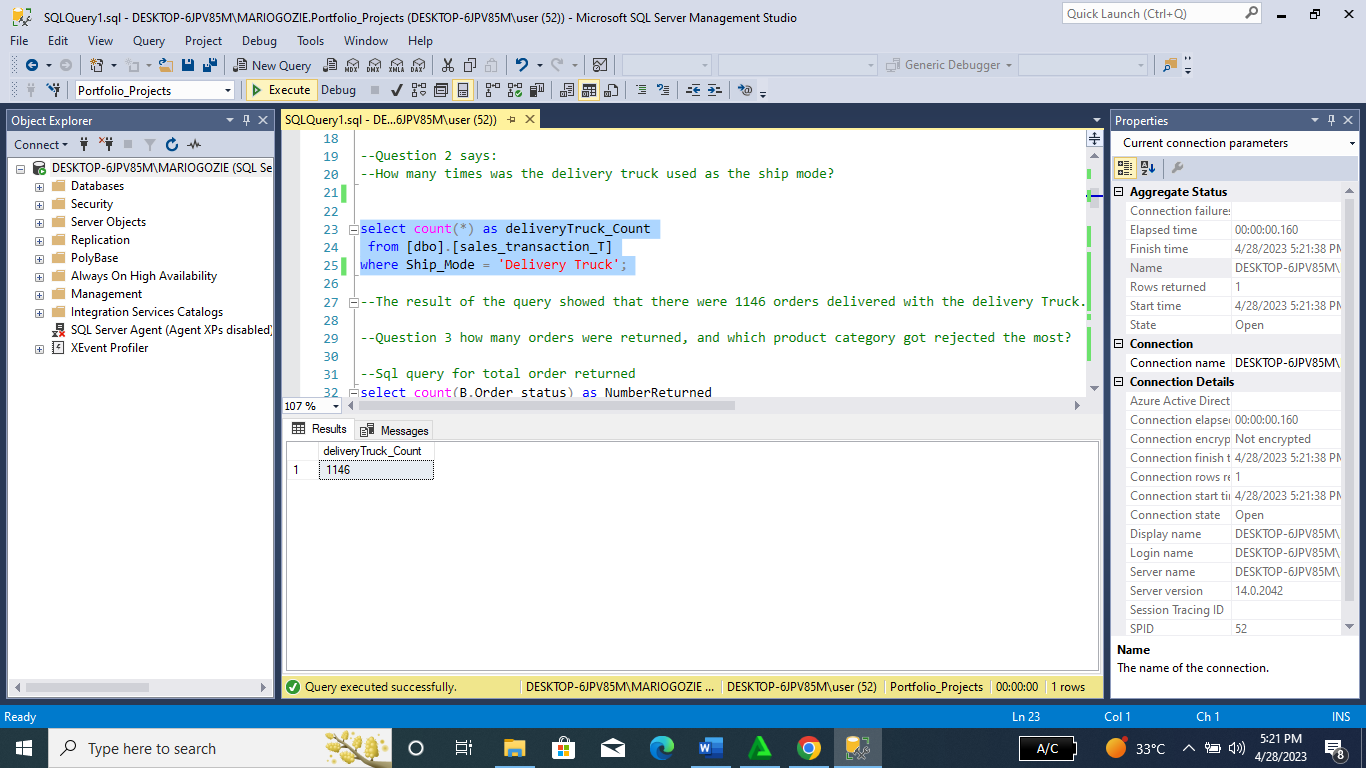 SQLQuery1.sql - DESKTOP-6JPV85M\MARIOGOZIE.Portfolio_Projects (DESKTOP-6JPV85M\user (52)) - Microsoft SQL Server Management Studio
Quick Launch (Ctrl+Q)
File Edit View Query Project Debug Tools Window Help
New Query
MDX DMX XMLA DAX
Generic Debugger
Portfolio_Projects
Execute Debug
Object Explorer
Connect
DESKTOP-6JPV85M\MARIOGOZIE (SQL Se
Databases
Security
Server Objects
Replication
PolyBase
Always On High Availability
Management
Integration Services Catalogs
SQL Server Agent (Agent XPs disabled)
XEvent Profiler
SQLQuery1.sql - DE...6JPV85M\user (52))
18
19 --Question 2 says:
20 --How many times was the delivery truck used as the ship mode?
21
22
23 select count(*) as deliveryTruck_Count
24 from [dbo].[sales_transaction_T]
25 where Ship_Mode = 'Delivery Truck';
26
27 --The result of the query showed that there were 1146 orders delivered with the delivery Truck.
28
29 --Question 3 how many orders were returned, and which product category got rejected the most?
30
31 --Sql query for total order returned
32 select count(B.Order_status) as NumberReturned
107 %
Results Messages
deliveryTruck_Count
1 1146
Query executed successfully.
DESKTOP-6JPV85M\MARIOGOZIE ... DESKTOP-6JPV85M\user (52) Portfolio_Projects 00:00:00 1 rows
Properties
Current connection parameters
Aggregate Status
Connection failures
Elapsed time 00:00:00.160
Finish time 4/28/2023 5:21:38 PM
Name DESKTOP-6JPV85M\
Rows returned 1
Start time 4/28/2023 5:21:38 PM
State Open
Connection
Connection name DESKTOP-6JPV85M\
Connection Details
Azure Active Direct
Connection elapse 00:00:00.160
Connection encryp Not encrypted
Connection finish t 4/28/2023 5:21:38 PM
Connection rows re 1
Connection start ti 4/28/2023 5:21:38 PM
Connection state Open
Display name DESKTOP-6JPV85M\
Login name DESKTOP-6JPV85M\
Server name DESKTOP-6JPV85M\
Server version 14.0.2042
Session Tracing ID
SPID 52
Name
The name of the connection.
Ready
Ln 23 Col 1 Ch 1 INS
Type here to search
A/C
33°C
5:21 PM
4/28/2023
8